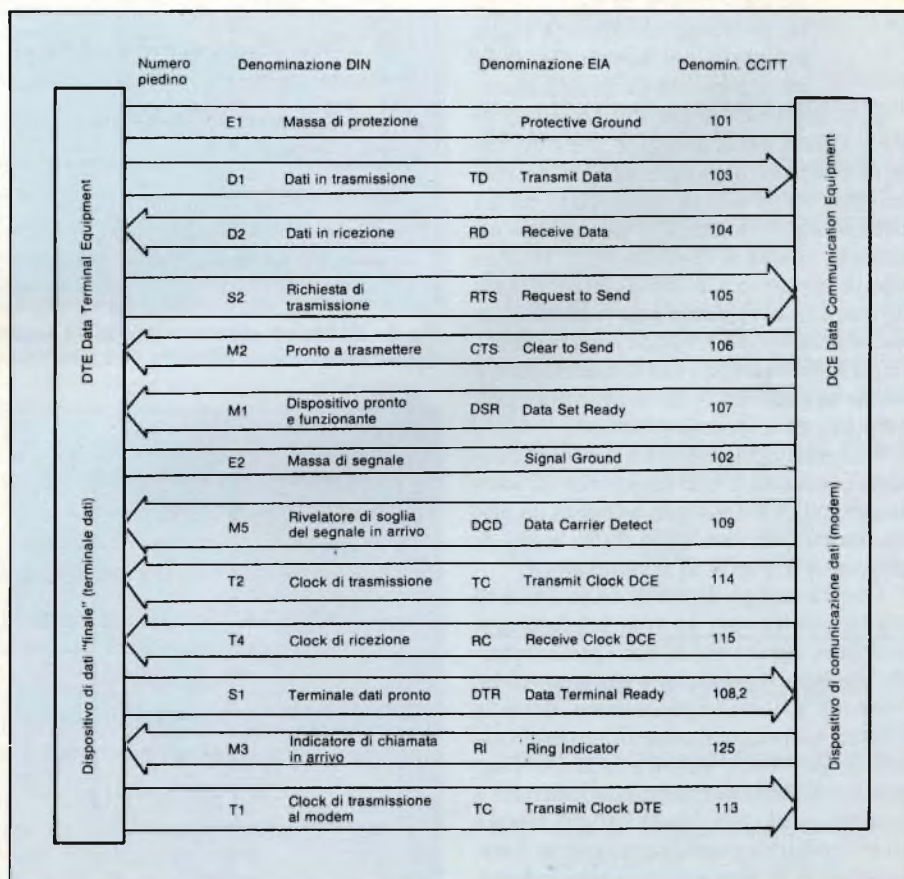 Numero piedino Denominazione DIN Denominazione EIA Denomin. CCITT
E1 Massa di protezione Protective Ground 101
D1 Dati in trasmissione TD Transmit Data 103
D2 Dati in ricezione RD Receive Data 104
S2 Richiesta di trasmissione RTS Request to Send 105
M2 Pronto a trasmettere CTS Clear to Send 106
M1 Dispositivo pronto e funzionante DSR Data Set Ready 107
E2 Massa di segnale Signal Ground 102
M5 Rivelatore di soglia del segnale in arrivo DCD Data Carrier Detect 109
T2 Clock di trasmissione TC Transmit Clock DCE 114
T4 Clock di ricezione RC Receive Clock DCE 115
S1 Terminale dati pronto DTR Data Terminal Ready 108,2
M3 Indicatore di chiamata in arrivo RI Ring Indicator 125
T1 Clock di trasmissione al modem TC Transimit Clock DTE 113
DTE Data Terminal Equipment
Dispositivo di dati "finale" (terminale dati)
DCE Data Communication Equipment
Dispositivo di comunicazione dati (modem)